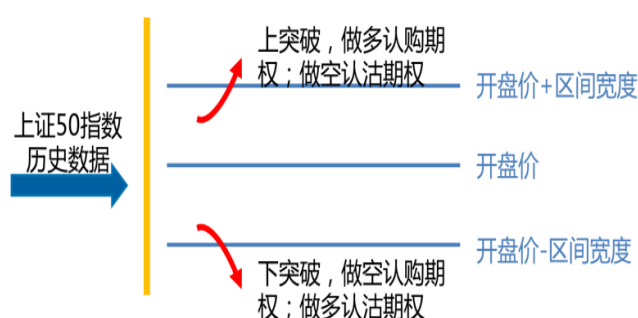 上突破，做多认购期
权；做空认沽期权
开盘价+区间宽度
上证50指数
历史数据
开盘价
开盘价-区间宽度
下突破，做空认购期
权；做多认沽期权